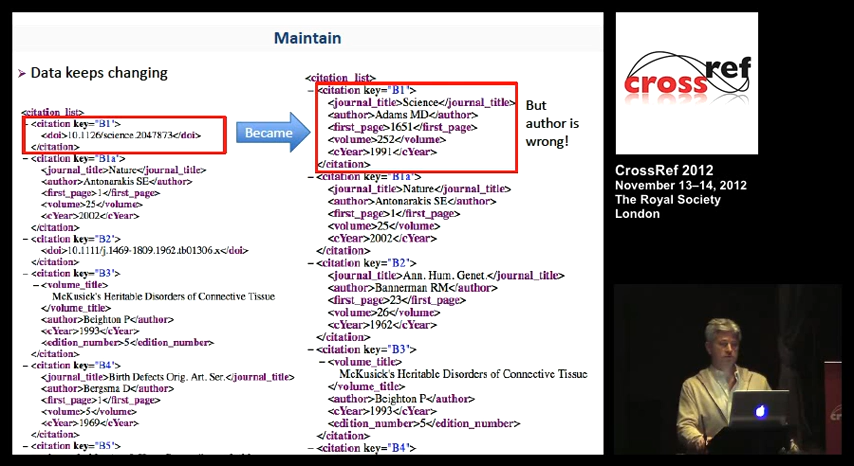 Maintain
➢ Data keeps changing
<citation_list>
– <citation key="B1">
<doi>10.1126/science.2047873</doi>
</citation>
– <citation key="B1a">
<journal_title>Nature</journal_title>
<author>Antonarakis SE</author>
<first_page>1</first_page>
<volume>25</volume>
<cYear>2002</cYear>
</citation>
– <citation key="B2">
<doi>10.1111/j.1469-1809.1962.tb01306.x</doi>
</citation>
– <citation key="B3">
– <volume_title>
McKusick's Heritable Disorders of Connective Tissue
</volume_title>
<author>Beighton P</author>
<cYear>1993</cYear>
<edition_number>5</edition_number>
</citation>
– <citation key="B4">
<journal_title>Birth Defects Orig. Art. Ser.</journal_title>
<author>Bergsma D</author>
<first_page>1</first_page>
<volume>5</volume>
<cYear>1969</cYear>
</citation>
– <citation key="B5">
Became
<citation_list>
– <citation key="B1">
<journal_title>Science</journal_title>
<author>Adams MD</author>
<first_page>1651</first_page>
<volume>252</volume>
<cYear>1991</cYear>
</citation>
– <citation key="B1a">
<journal_title>Nature</journal_title>
<author>Antonarakis SE</author>
<first_page>1</first_page>
<volume>25</volume>
<cYear>2002</cYear>
</citation>
– <citation key="B2">
<journal_title>Ann. Hum. Genet.</journal_title>
<author>Bannerman RM</author>
<first_page>23</first_page>
<volume>26</volume>
<cYear>1962</cYear>
</citation>
– <citation key="B3">
– <volume_title>
McKusick's Heritable Disorders of Connective Tissue
</volume_title>
<author>Beighton P</author>
<cYear>1993</cYear>
<edition_number>5</edition_number>
</citation>
– <citation key="B4">
But
author is
wrong!
crossref
CrossRef 2012
November 13–14, 2012
The Royal Society
London
cross